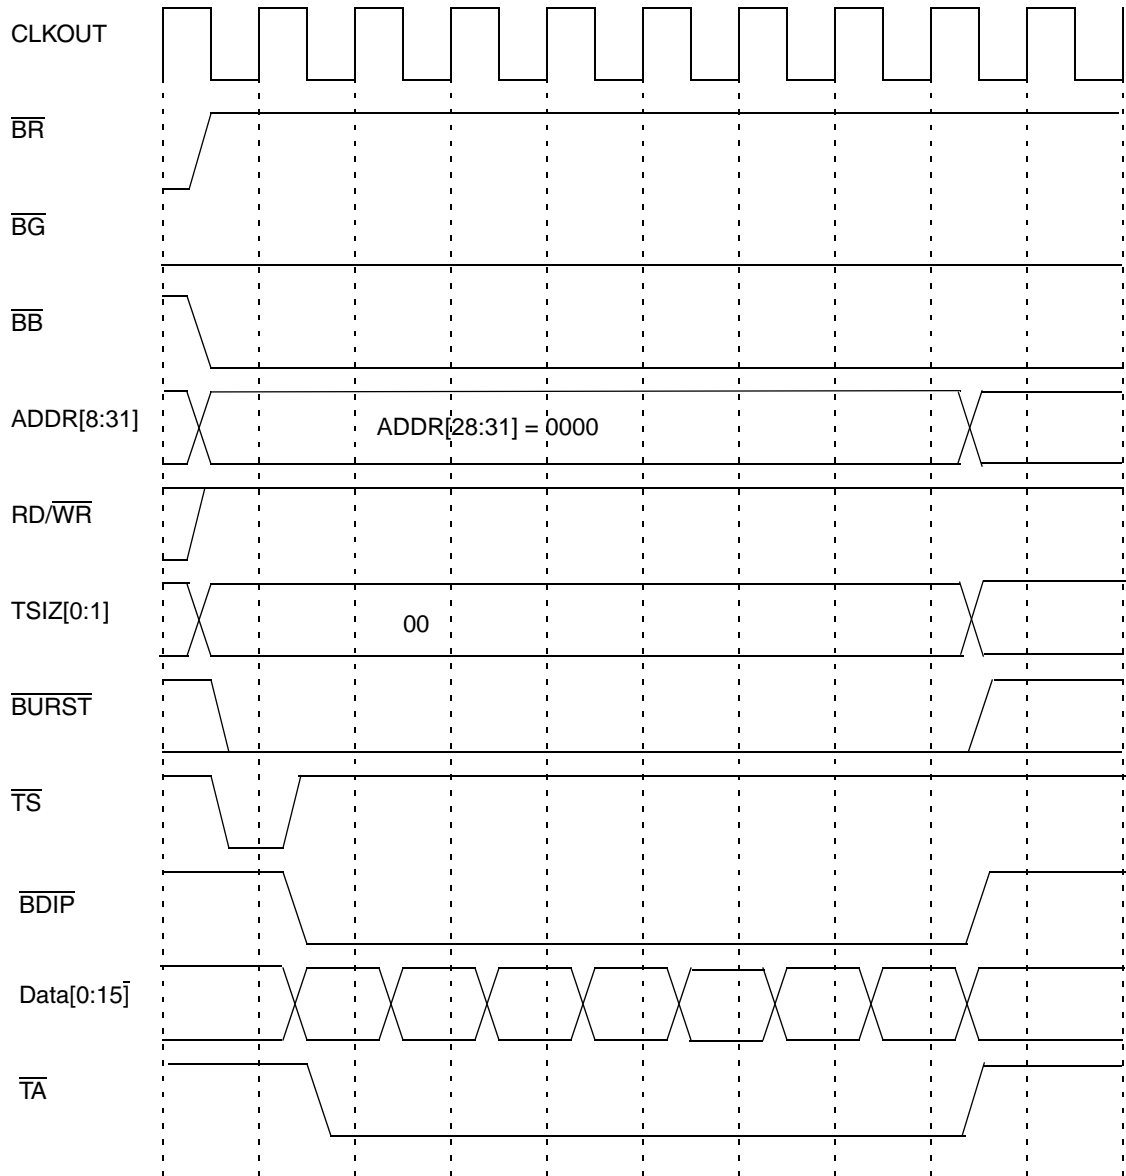 CLKOUT
BR
BG
BB
ADDR[8:31]
ADDR[28:31] = 0000
RD/WR
TSIZ[0:1]
00
BURST
TS
BDIP
Data[0:15]
TA